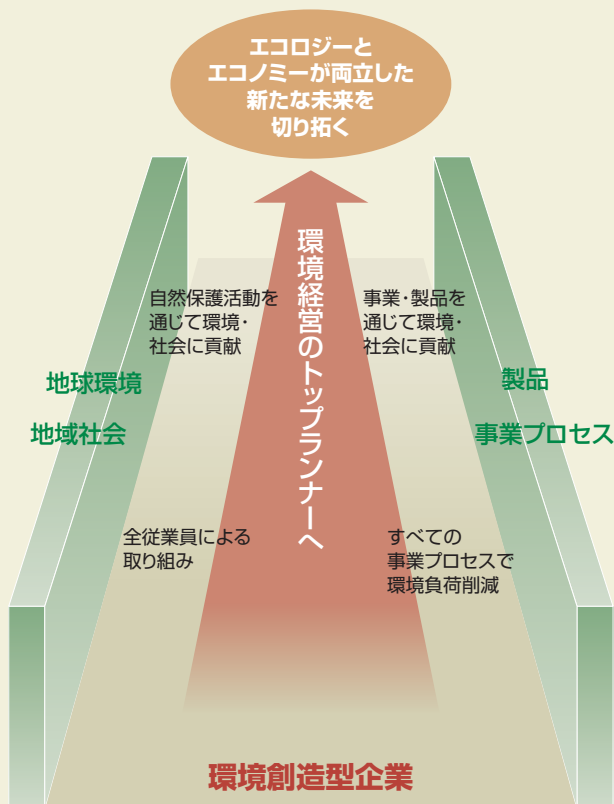 エコロジーと
エコノミーが両立した
新たな未来を
切り拓く
環境経営のトップランナーへ
自然保護活動を
通じて環境・
社会に貢献
事業・製品を
通じて環境・
社会に貢献
地球環境
地域社会
製品
事業プロセス
全従業員による
取り組み
すべての
事業プロセスで
環境負荷削減
環境創造型企業